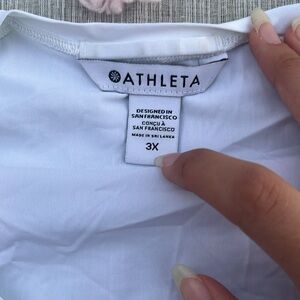 ATHLETA
DESIGNED IN
SAN FRANCISCO
CONÇU À
SAN FRANCISCO
MADE IN SRI LANKA
3X